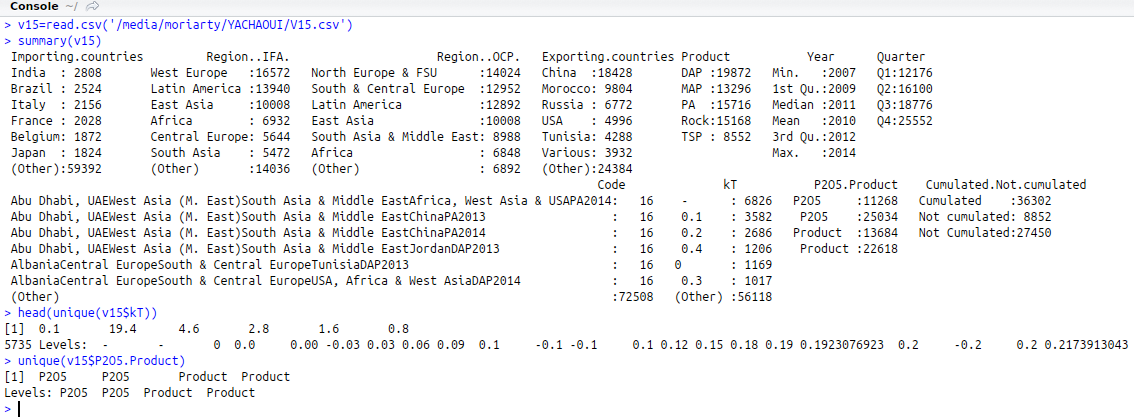 Console ~/
> v15=read.csv('/media/moriarty/YACHAOUI/V15.csv')
> summary(v15)
 Importing.countries         Region..IFA.                      Region..OCP.   Exporting.countries Product           Year      Quarter
 India  : 2808       West Europe   :16572   North Europe & FSU      :14024   China  :18428       DAP :19872   Min.   :2007   Q1:12176
 Brazil : 2524       Latin America :13940   South & Central Europe  :12952   Morocco: 9804       MAP :13296   1st Qu.:2009   Q2:16100
 Italy  : 2156       East Asia     :10008   Latin America           :12892   Russia : 6772       PA  :15716   Median :2011   Q3:18776
 France : 2028       Africa        : 6932   East Asia               :10008   USA    : 4996       Rock:15168   Mean   :2010   Q4:25552
 Belgium: 1872       Central Europe: 5644   South Asia & Middle East: 8988   Tunisia: 4288       TSP : 8552   3rd Qu.:2012
 Japan  : 1824       South Asia    : 5472   Africa                  : 6848   Various: 3932                    Max.   :2014
 (Other):59392       (Other)       :14036   (Other)                 : 6892   (Other):24384
                                                                                     Code              kT           P2O5.Product    Cumulated.Not.cumulated
 Abu Dhabi, UAEWest Asia (M. East)South Asia & Middle EastAfrica, West Asia & USAPA2014:   16   -      : 6826   P2O5     :11268   Cumulated    :36302
 Abu Dhabi, UAEWest Asia (M. East)South Asia & Middle EastChinaPA2013                  :   16   0.1    : 3582    P2O5    :25034   Not cumulated: 8852
 Abu Dhabi, UAEWest Asia (M. East)South Asia & Middle EastChinaPA2014                  :   16   0.2    : 2686   Product  :13684   Not Cumulated:27450
 Abu Dhabi, UAEWest Asia (M. East)South Asia & Middle EastJordanDAP2013                :   16   0.4    : 1206    Product :22618
 AlbaniaCentral EuropeSouth & Central EuropeTunisiaDAP2013                             :   16  0       : 1169
 AlbaniaCentral EuropeSouth & Central EuropeUSA, Africa & West AsiaDAP2014             :   16   0.3    : 1017
 (Other)                                                                               :72508   (Other) :56118
> head(unique(v15$kT))
[1]  0.1       19.4      4.6       2.8       1.6       0.8
5735 Levels:  -       -       0  0.0     0.00 -0.03 0.03 0.06 0.09  0.1     -0.1 -0.1     0.1 0.12 0.15 0.18 0.19 0.1923076923  0.2     -0.2     0.2 0.2173913043
> unique(v15$P2O5.Product)
[1]  P2O5     P2O5       Product  Product
Levels: P2O5  P2O5  Product  Product
>